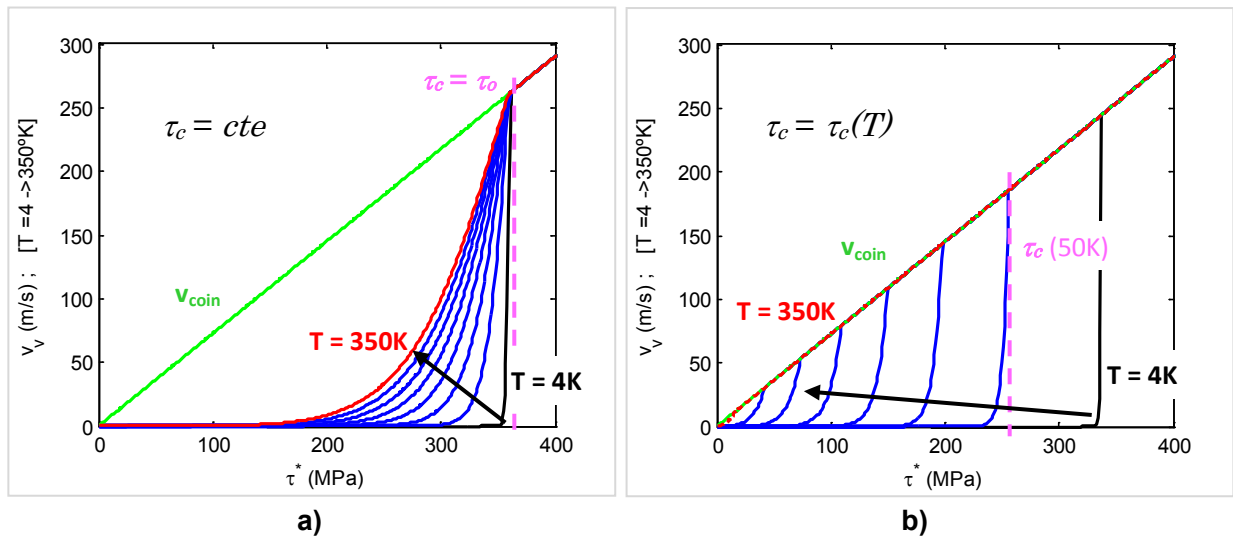 τc = τo
τc = cte
vcoin
T = 350K
T = 4K
300
250
200
150
100
50
0
0
100
200
300
400
vv (m/s) ; [T =4 ->350ºK]
τ* (MPa)
a)
τc = τc(T)
vcoin
τc (50K)
T = 350K
T = 4K
300
250
200
150
100
50
0
0
100
200
300
400
vv (m/s) ; [T =4 ->350ºK]
τ* (MPa)
b)